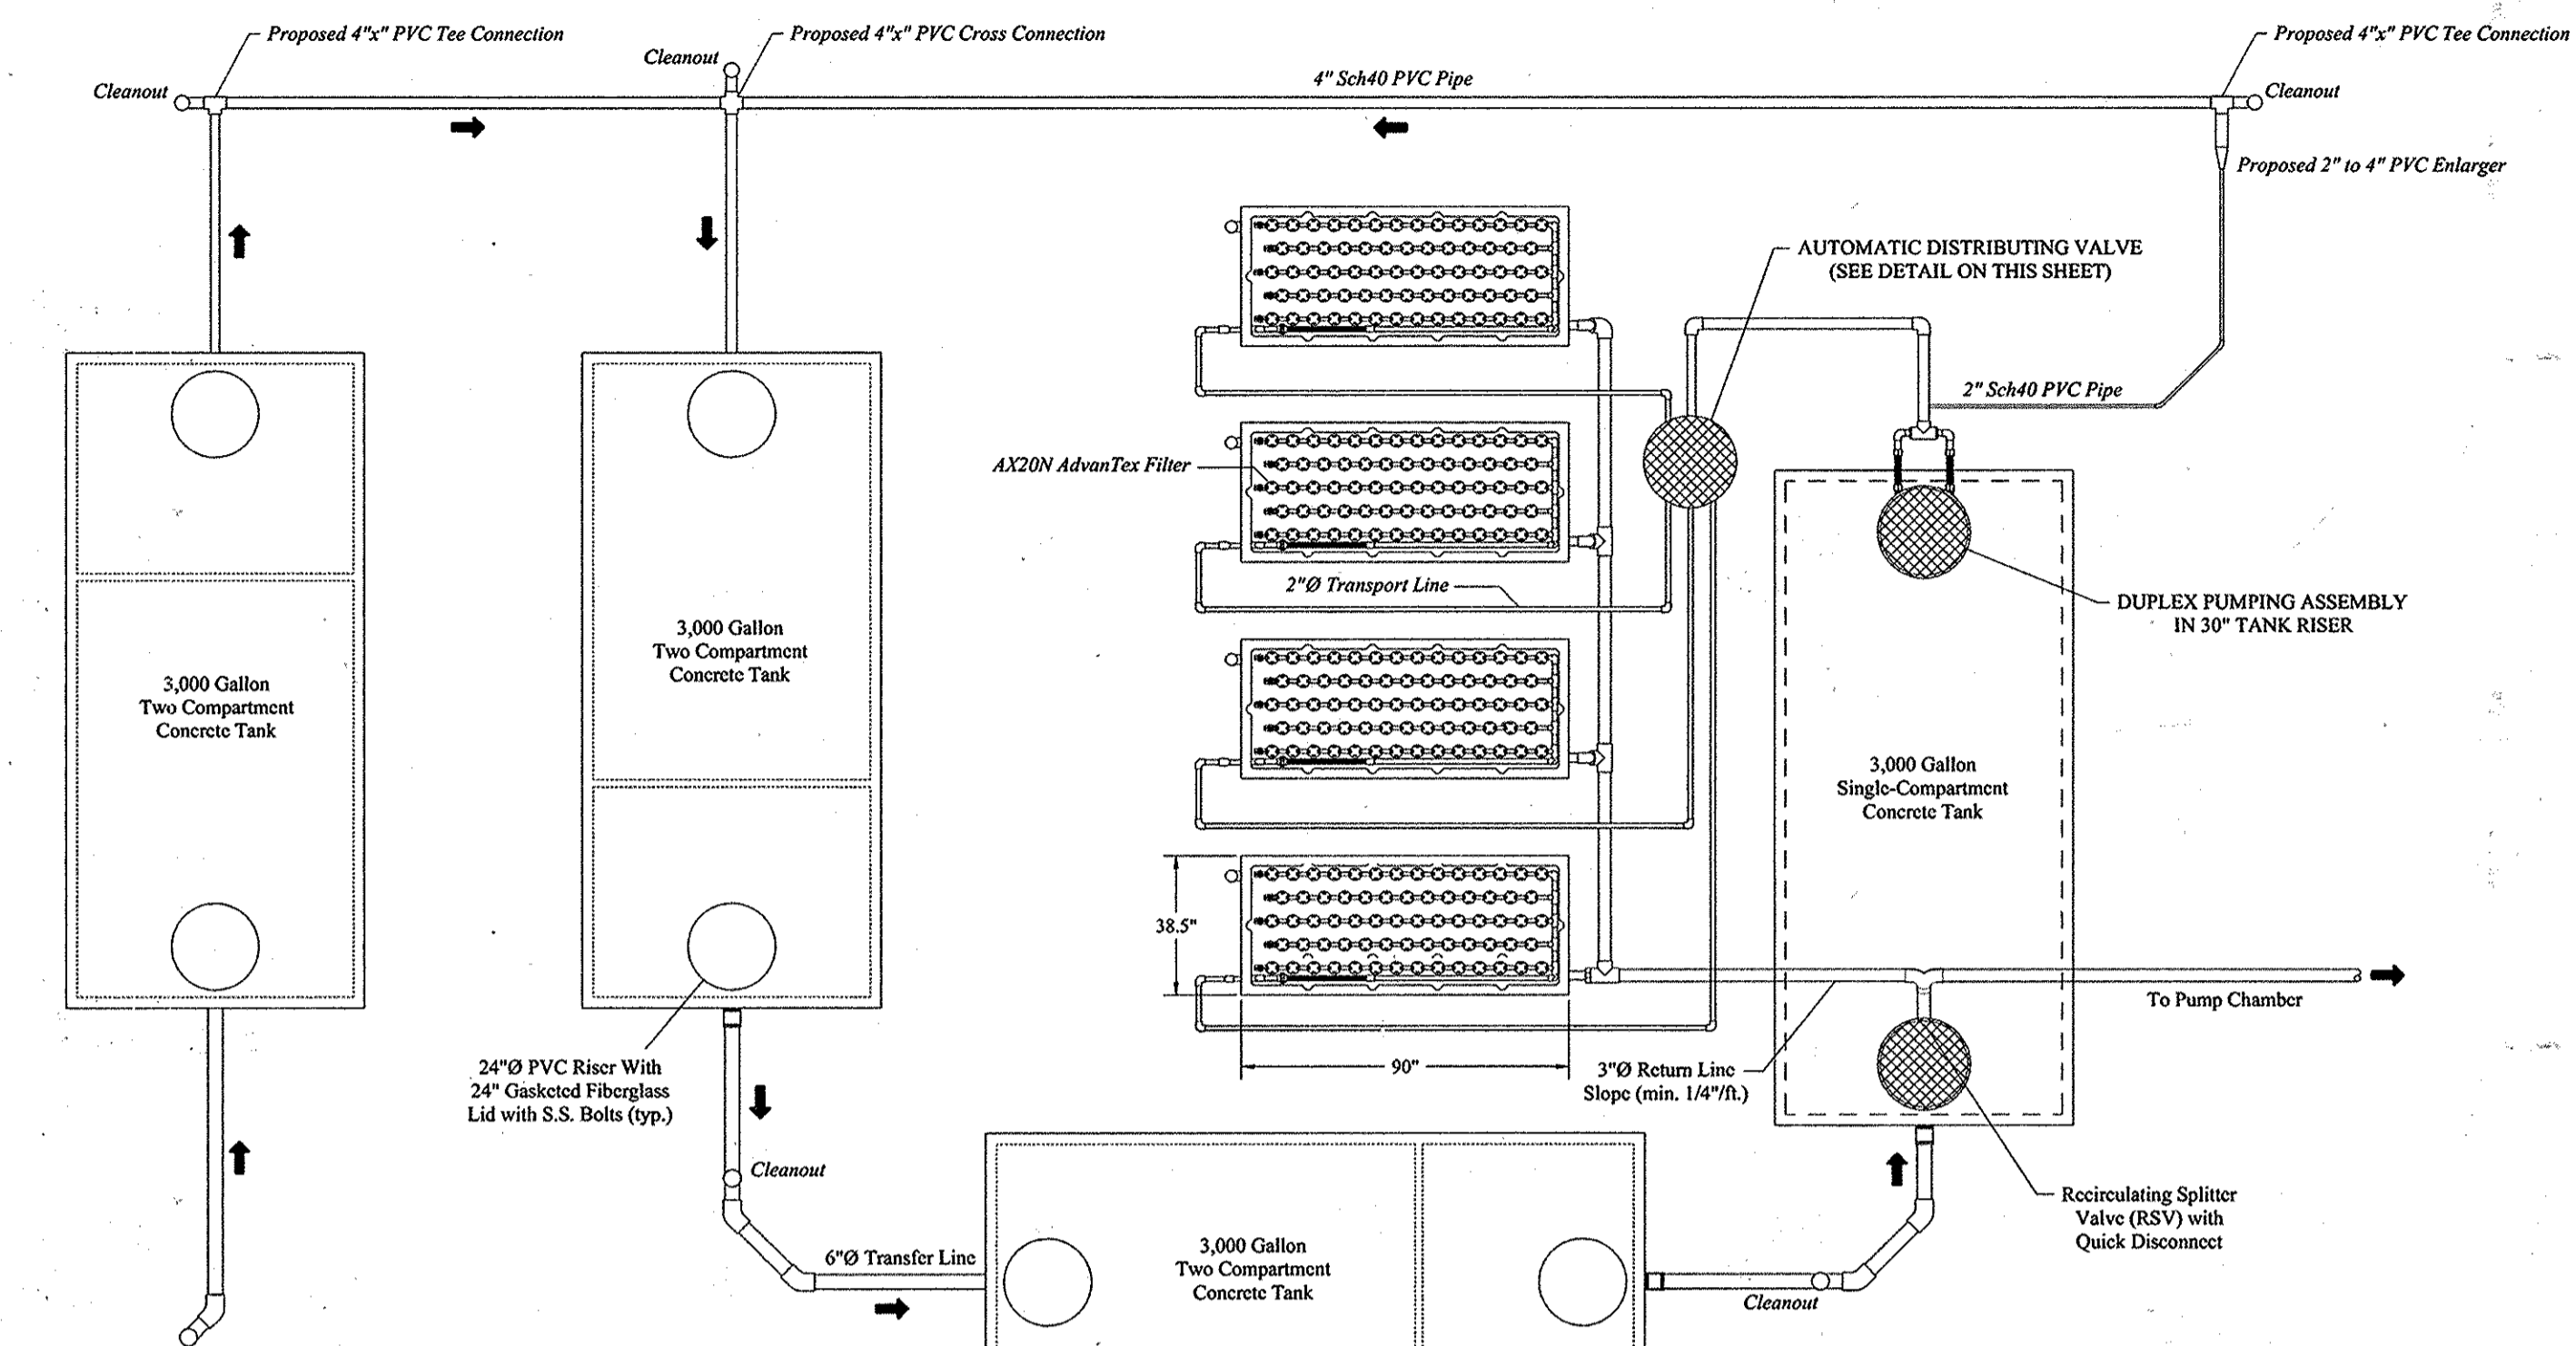 Proposed 4"x" PVC Tee Connection
Cleanout
Proposed 4"x" PVC Cross Connection
Proposed 4"x" PVC Tee Connection
Cleanout
4" Sch40 PVC Pipe
Cleanout
Proposed 2" to 4" PVC Enlarger
AUTOMATIC DISTRIBUTING VALVE
(SEE DETAIL ON THIS SHEET)
2" Sch40 PVC Pipe
AX20N AdvanTex Filter
2"Ø Transport Line
DUPLEX PUMPING ASSEMBLY
IN 30" TANK RISER
3,000 Gallon
Two Compartment
Concrete Tank
3,000 Gallon
Two Compartment
Concrete Tank
3,000 Gallon
Single-Compartment
Concrete Tank
38.5"
90"
To Pump Chamber
24"Ø PVC Riser With
24" Gasketed Fiberglass
Lid with S.S. Bolts (typ.)
3"Ø Return Line
Slope (min. 1/4"/ft.)
Cleanout
Recirculating Splitter
Valve (RSV) with
Quick Disconnect
6"Ø Transfer Line
3,000 Gallon
Two Compartment
Concrete Tank
Cleanout